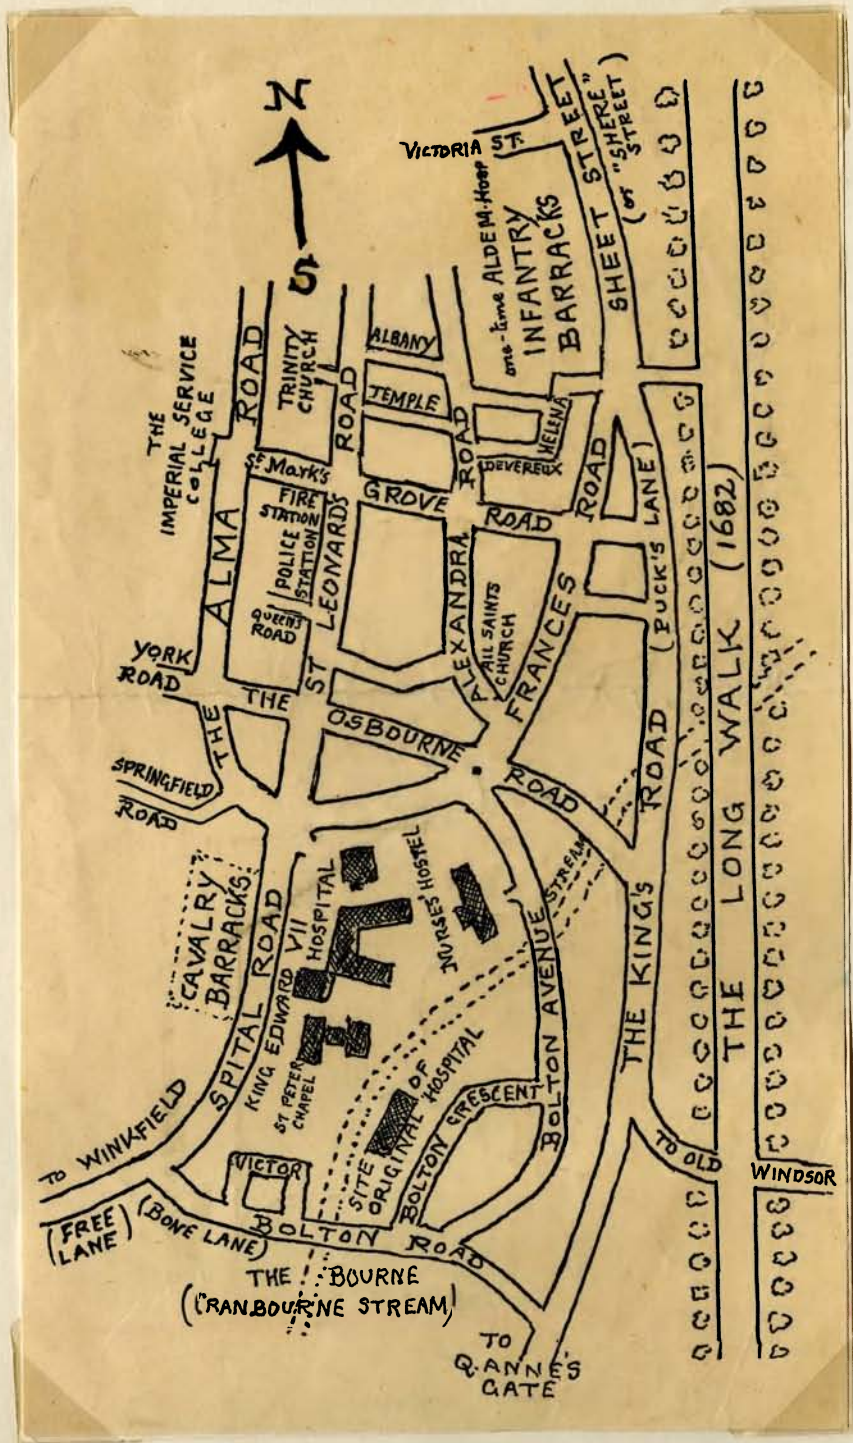 N
S
VICTORIA ST.
SHEET STREET
(or "SHERE"
STREET)
one-time ALDEM. Hosp
INFANTRY
BARRACKS
THE
IMPERIAL SERVICE
COLLEGE
ALMA ROAD
TRINITY
CHURCH
ALBANY
TEMPLE
ROAD
HELENA
DEVEREUX
ROAD
ST MARK'S
GROVE ROAD
FIRE
STATION
POLICE
STATION
QUEENS
ROAD
ST LEONARDS ROAD
ALEXANDRA
ALL SAINTS
CHURCH
FRANCES
(PUCK'S LANE)
THE LONG WALK (1682)
YORK
ROAD
THE
THE
OSBOURNE ROAD
SPRINGFIELD
ROAD
THE KING'S ROAD
CAVALRY
BARRACKS
SPITAL ROAD
KING EDWARD VII
HOSPITAL
NURSES' HOSTEL
STREAM
BOLTON AVENUE
ST PETER
CHAPEL
SITE OF
ORIGINAL HOSPITAL
BOLTON CRESCENT
TO WINKFIELD
VICTOR
TO OLD WINDSOR
(FREE
LANE)
(BONE LANE)
BOLTON ROAD
THE BOURNE
(CRANBOURNE STREAM)
TO
Q. ANNE'S
GATE